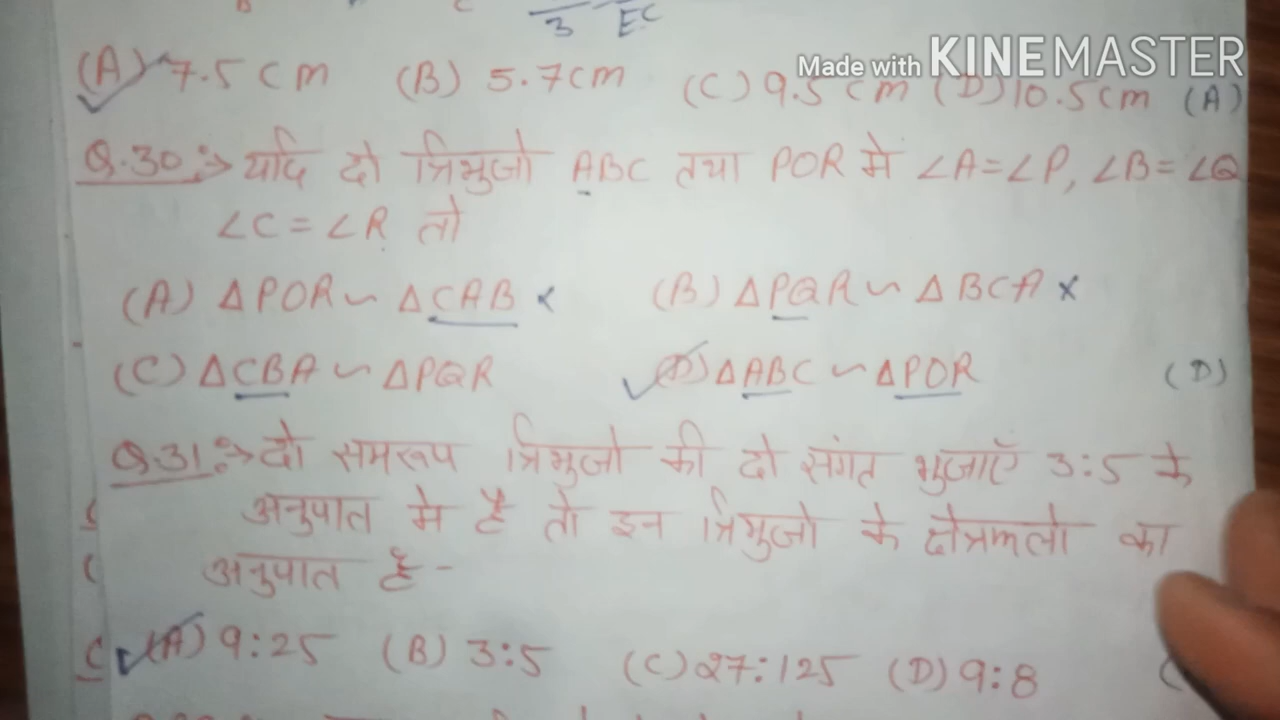 3 EC
Made with KINEMASTER
(A) 7.5 cm (B) 5.7cm (C) 9.5 cm (D) 10.5 cm (A)
Q.30:→ यदि दो त्रिभुजो ABC तथा POR मे ∠A=∠P, ∠B=∠Q
∠C=∠R तो
(A) ΔPOR ∽ ΔCAB × (B) ΔPQR ∽ ΔBCA ×
(C) ΔCBA ∽ ΔPQR (D) ΔABC ∽ ΔPOR (D)
Q.31:→ दो समरूप त्रिभुजो की दो संगत भुजाएँ 3:5 के
अनुपात मे है तो इन त्रिभुजो के क्षेत्रफलो का
अनुपात है -
(A) 9:25 (B) 3:5 (C) 27:125 (D) 9:8